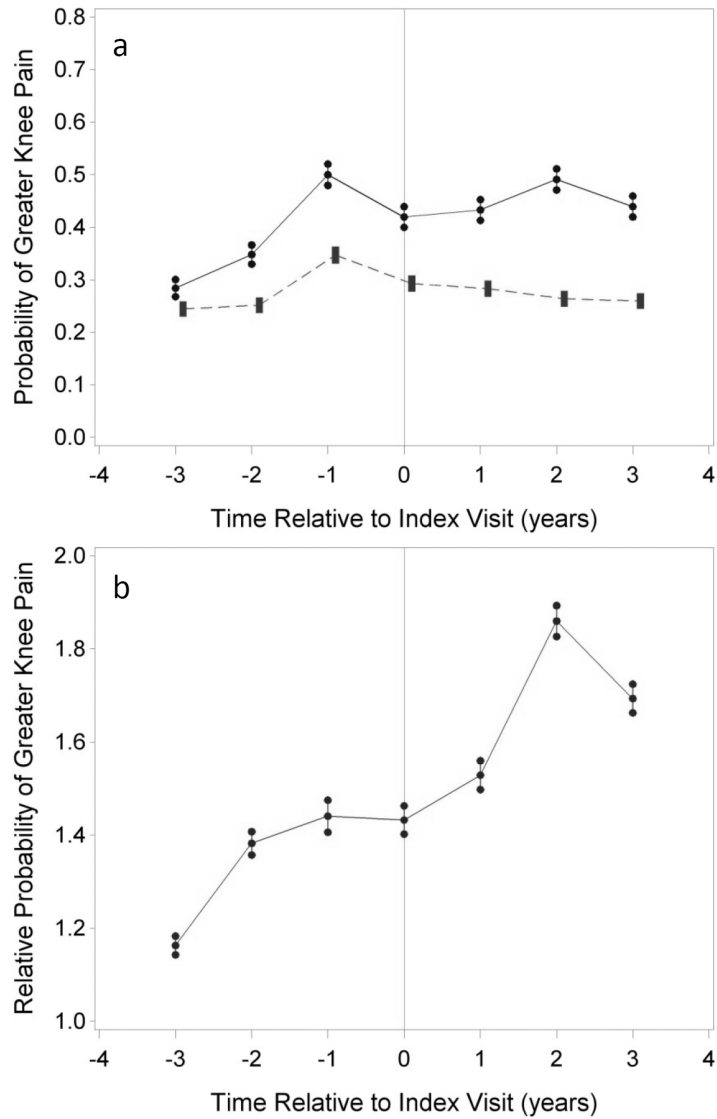 a
0.8
0.7
0.6
0.5
0.4
0.3
0.2
0.1
0.0
Probability of Greater Knee Pain
-4 -3 -2 -1 0 1 2 3 4
Time Relative to Index Visit (years)
b
2.0
1.8
1.6
1.4
1.2
1.0
Relative Probability of Greater Knee Pain
-4 -3 -2 -1 0 1 2 3 4
Time Relative to Index Visit (years)